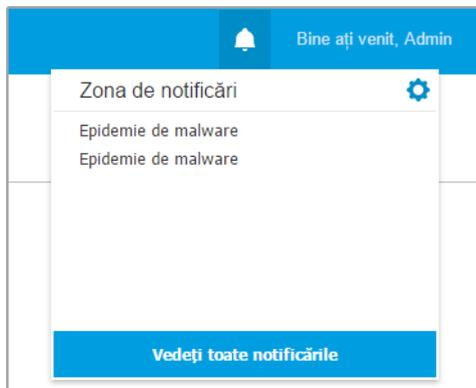 Bine ați venit, Admin
Zona de notificări
Epidemie de malware
Epidemie de malware
Vedeți toate notificările